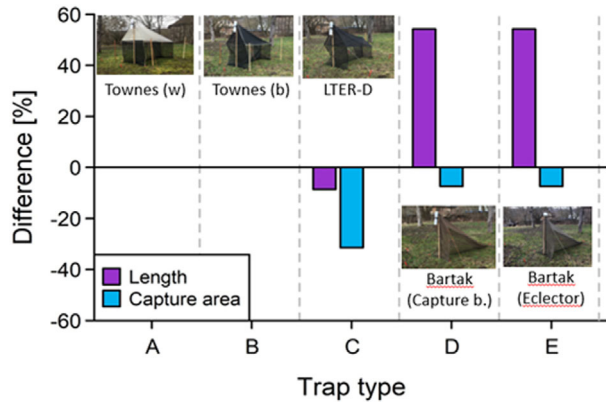 60
40
20
0
-20
-40
-60
Difference [%]
Townes (w)
Townes (b)
LTER-D
Bartak
(Capture b.)
Bartak
(Eclector)
Length
Capture area
A
B
C
D
E
Trap type